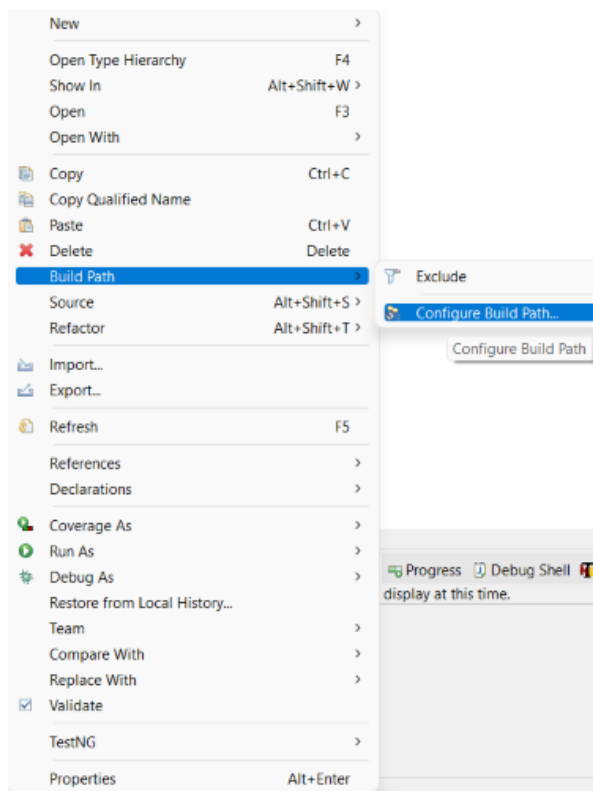 New >
Open Type Hierarchy F4
Show In Alt+Shift+W >
Open F3
Open With >
Copy Ctrl+C
Copy Qualified Name
Paste Ctrl+V
Delete Delete
Build Path >
Exclude
Source Alt+Shift+S >
Configure Build Path...
Refactor Alt+Shift+T >
Configure Build Path
Import...
Export...
Refresh F5
References >
Declarations >
Coverage As >
Run As >
Debug As >
Progress Debug Shell
Restore from Local History...
display at this time.
Team >
Compare With >
Replace With >
Validate
TestNG >
Properties Alt+Enter